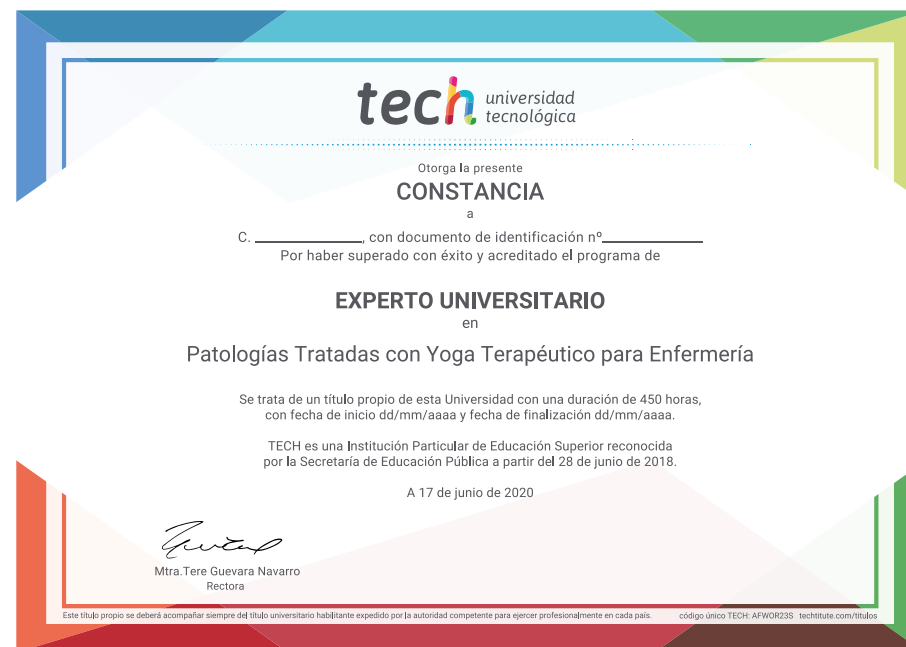 tech universidad
tecnológica
Otorga la presente
CONSTANCIA
a
C. ____________, con documento de identificación nº____________
Por haber superado con éxito y acreditado el programa de
EXPERTO UNIVERSITARIO
en
Patologías Tratadas con Yoga Terapéutico para Enfermería
Se trata de un título propio de esta Universidad con una duración de 450 horas,
con fecha de inicio dd/mm/aaaa y fecha de finalización dd/mm/aaaa.
TECH es una Institución Particular de Educación Superior reconocida
por la Secretaría de Educación Pública a partir del 28 de junio de 2018.
A 17 de junio de 2020
Mtra.Tere Guevara Navarro
Rectora
Este título propio se deberá acompañar siempre del título universitario habilitante expedido por la autoridad competente para ejercer profesionalmente en cada país. código único TECH: AFWOR23S techtitute.com/titulos